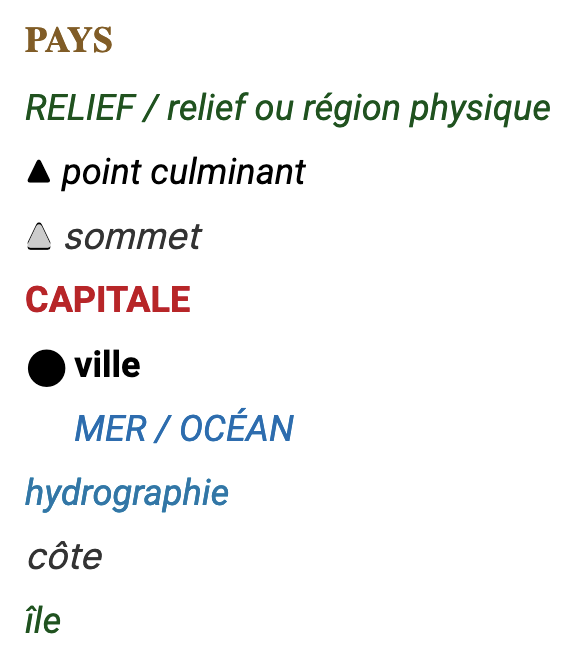 PAYS
RELIEF / relief ou région physique
point culminant
sommet
CAPITALE
ville
MER / OCÉAN
hydrographie
côte
île